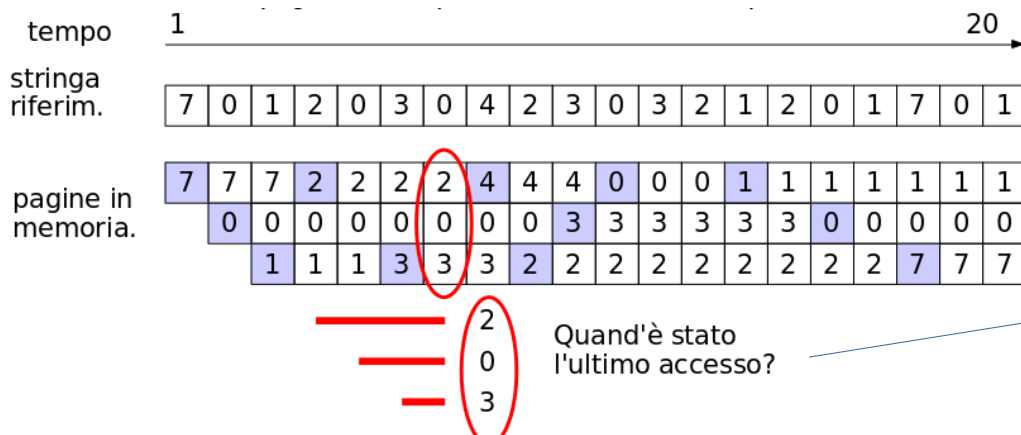 tempo 1 20
stringa
riferim. 7 0 1 2 0 3 0 4 2 3 0 3 2 1 2 0 1 7 0 1
7 7 7 2 2 2 2 4 4 4 0 0 0 1 1 1 1 1 1 1
pagine in
memoria. 0 0 0 0 0 0 0 0 3 3 3 3 3 3 0 0 0 0 0
1 1 1 3 3 3 2 2 2 2 2 2 2 2 2 7 7 7
2
Quand'è stato
0
l'ultimo accesso?
3